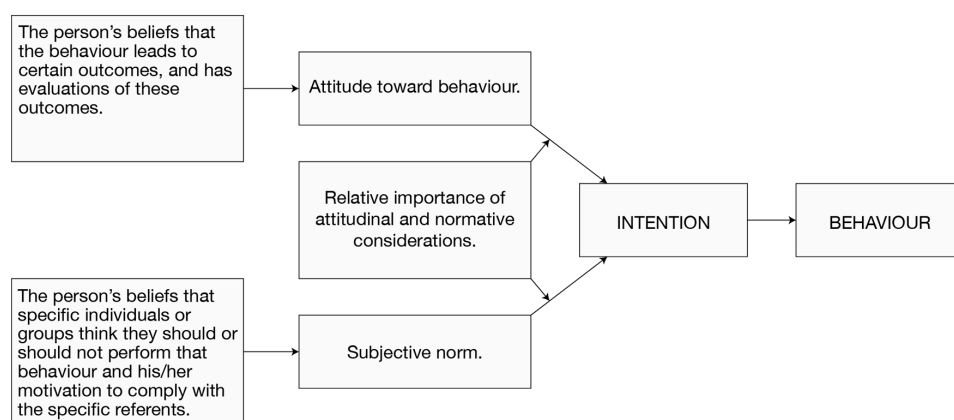 The person's beliefs that
the behaviour leads to
certain outcomes, and has
evaluations of these
outcomes.
Attitude toward behaviour.
Relative importance of
attitudinal and normative
considerations.
INTENTION
BEHAVIOUR
The person's beliefs that
specific individuals or
groups think they should or
should not perform that
behaviour and his/her
motivation to comply with
the specific referents.
Subjective norm.